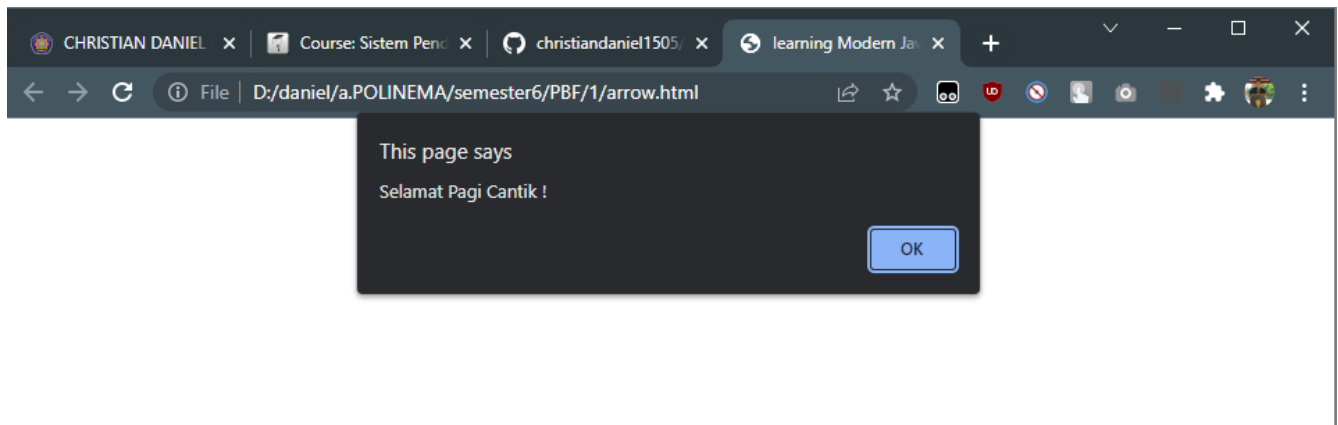 CHRISTIAN DANIEL
Course: Sistem Pend
christiandaniel1505/
learning Modern Jav
File
D:/daniel/a.POLINEMA/semester6/PBF/1/arrow.html
This page says
Selamat Pagi Cantik !
OK